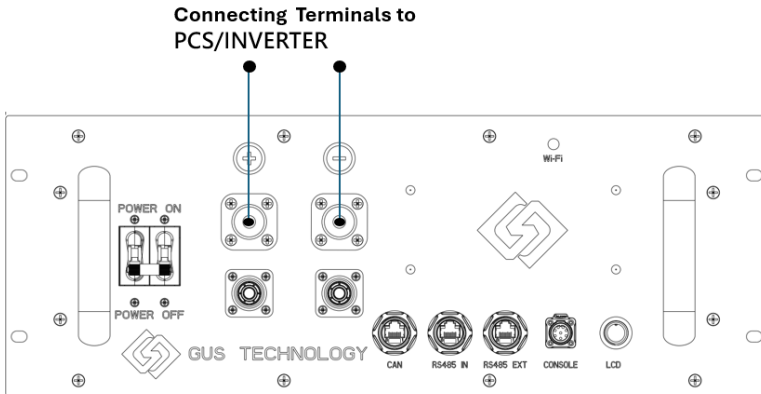 Connecting Terminals to
PCS/INVERTER
+
−
Wi-Fi
POWER ON
POWER OFF
GUS TECHNOLOGY
CAN
RS485 IN
RS485 EXT
CONSOLE
LCD